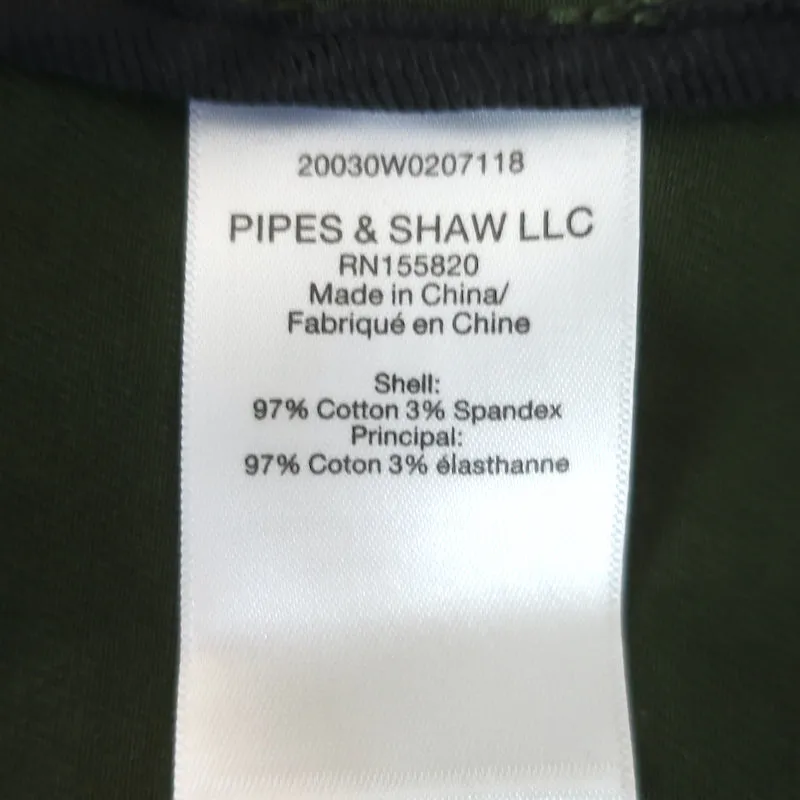 20030W0207118
PIPES & SHAW LLC
RN155820
Made in China/
Fabriqué en Chine
Shell:
97% Cotton 3% Spandex
Principal:
97% Coton 3% élasthanne